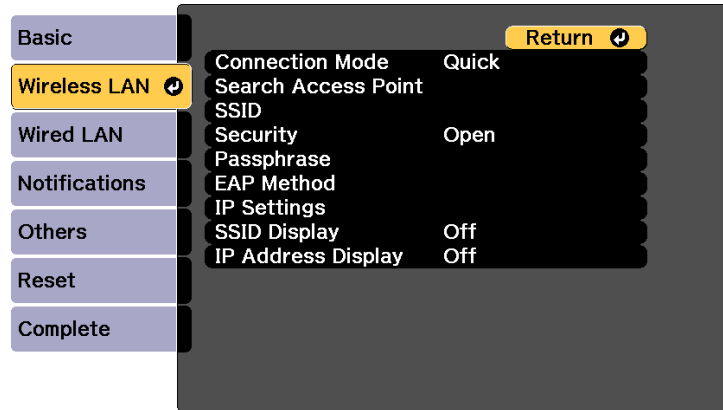 Basic
Wireless LAN
Wired LAN
Notifications
Others
Reset
Complete
Return
Connection Mode Quick
Search Access Point
SSID
Security Open
Passphrase
EAP Method
IP Settings
SSID Display Off
IP Address Display Off